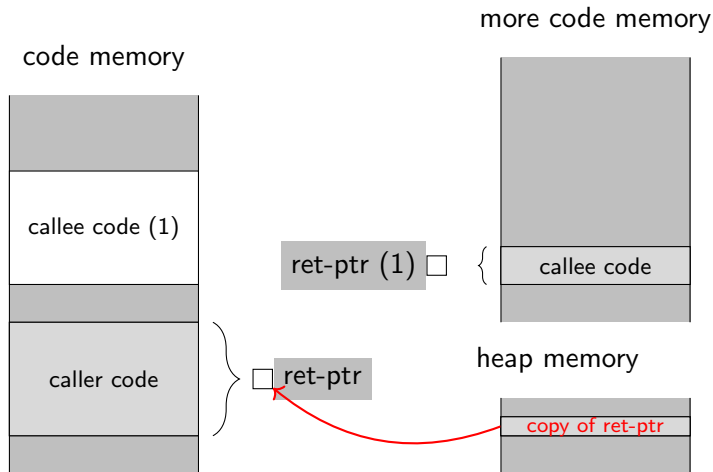 more code memory
code memory
callee code (1)
ret-ptr (1)
callee code
caller code
ret-ptr
heap memory
copy of ret-ptr